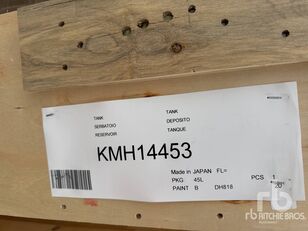 TANK TANK
SERBATOIO DEPOSITO
RESERVOIR TANQUE
KMH14453
Made in JAPAN FL=
PKG 45L PCS 1
PAINT B DH818
rb
RITCHIE BROS.